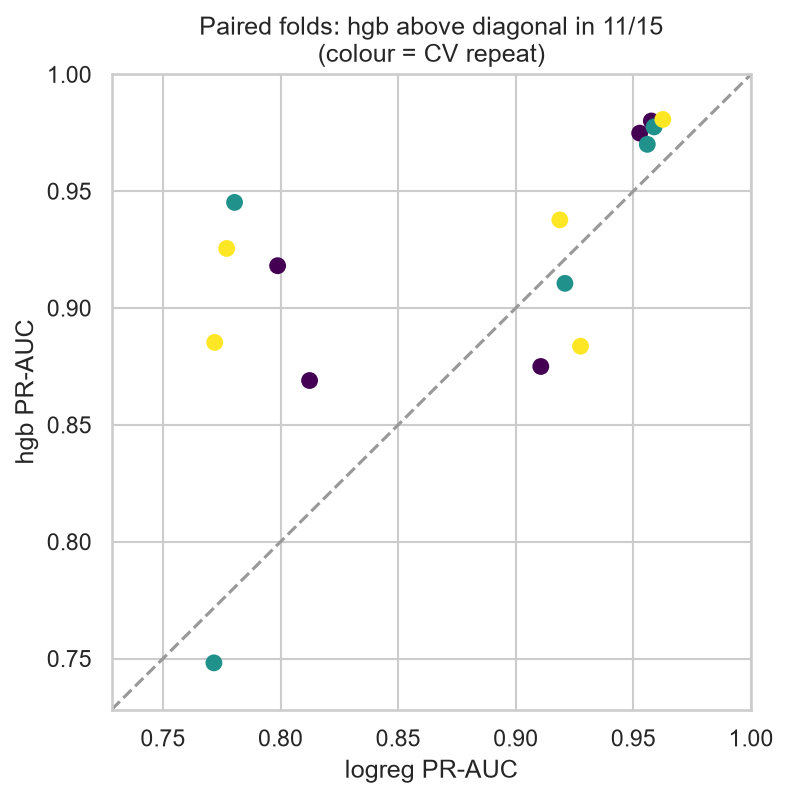 Paired folds: hgb above diagonal in 11/15
(colour = CV repeat)
1.00
0.95
0.90
0.85
0.80
0.75
hgb PR-AUC
0.75 0.80 0.85 0.90 0.95 1.00
logreg PR-AUC